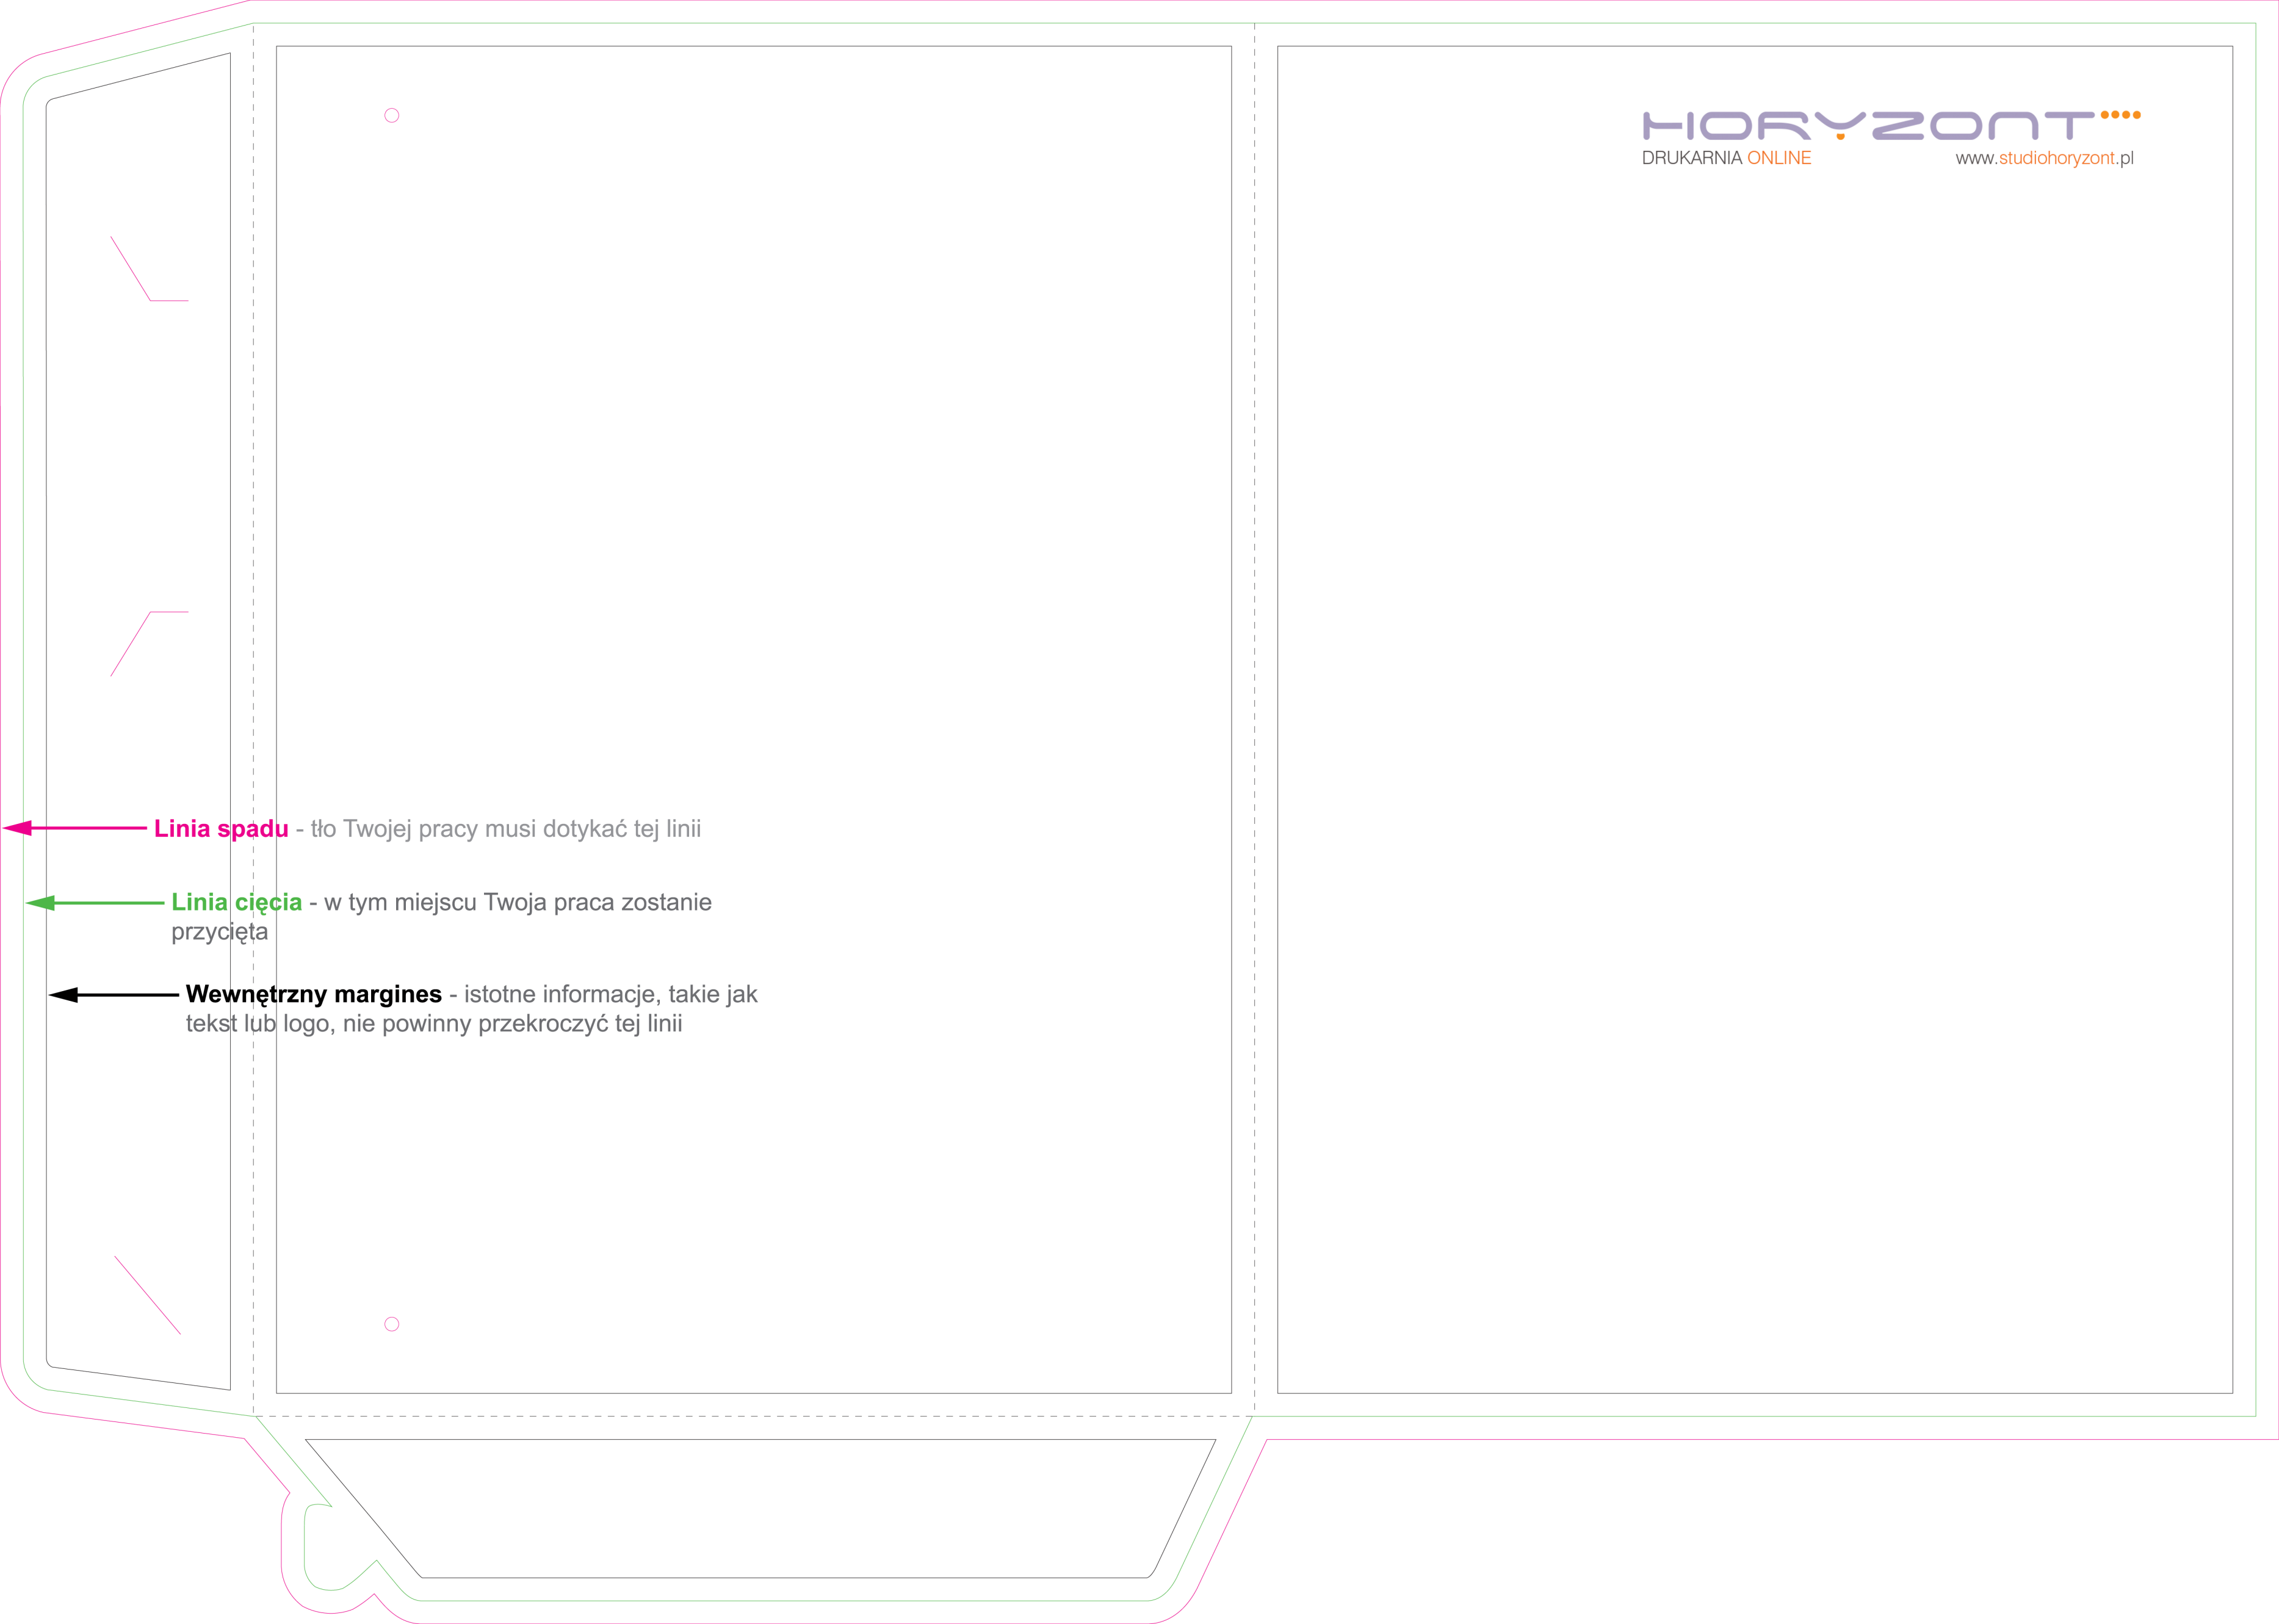 HORYZONT
DRUKARNIA ONLINE
www.studiohoryzont.pl
Linia spadu - tło Twojej pracy musi dotykać tej linii
Linia cięcia - w tym miejscu Twoja praca zostanie
przycięta
Wewnętrzny margines - istotne informacje, takie jak
tekst lub logo, nie powinny przekroczyć tej linii